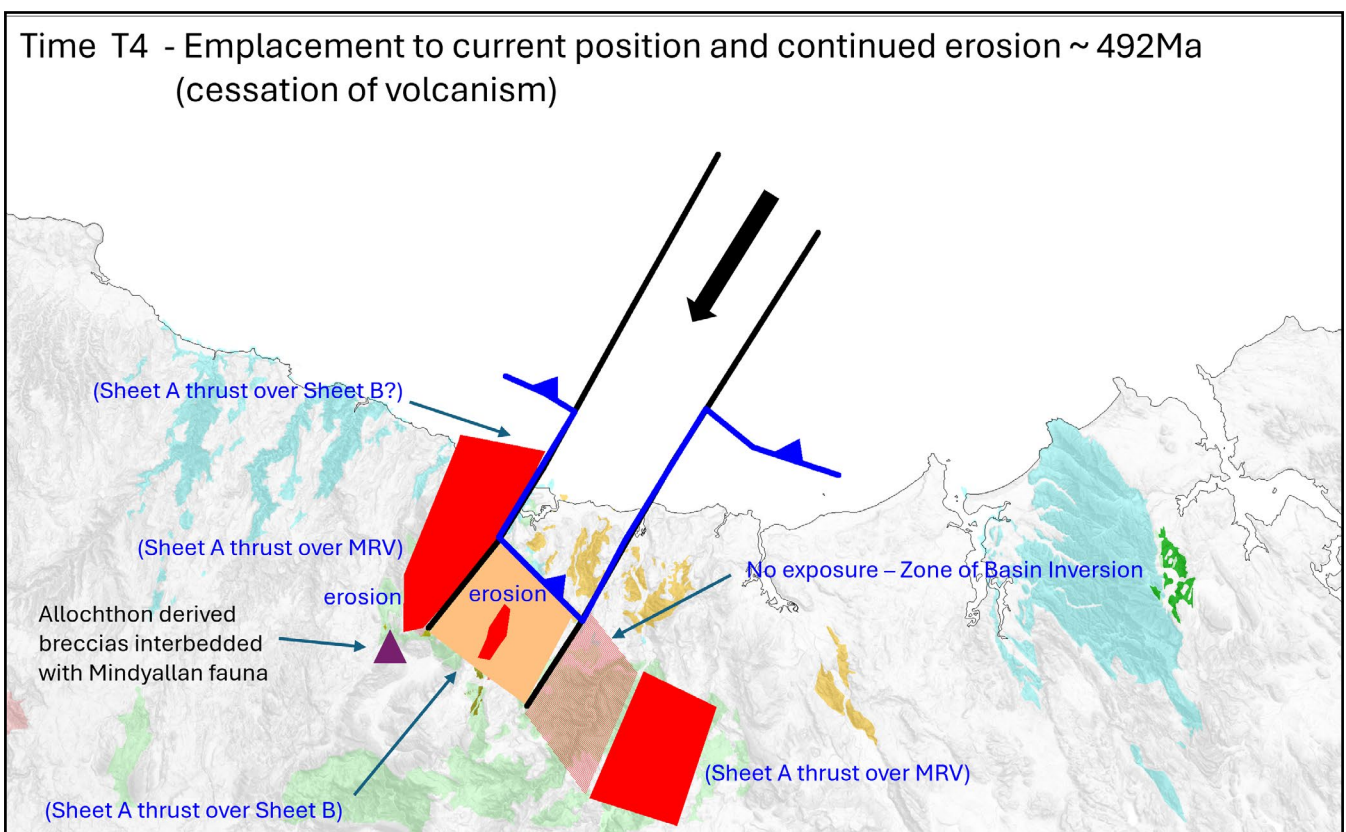 Time T4 - Emplacement to current position and continued erosion ~ 492Ma
(cessation of volcanism)
(Sheet A thrust over Sheet B?)
(Sheet A thrust over MRV)
erosion
erosion
No exposure – Zone of Basin Inversion
Allochthon derived
breccias interbedded
with Mindyallan fauna
(Sheet A thrust over MRV)
(Sheet A thrust over Sheet B)